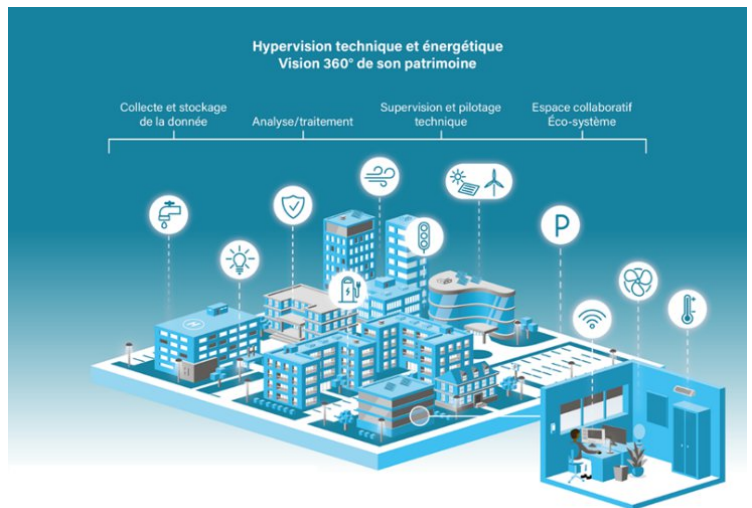 Hypervision technique et énergétique
Vision 360° de son patrimoine
Collecte et stockage
de la donnée
Analyse/traitement
Supervision et pilotage
technique
Espace collaboratif
Éco-système
P
H